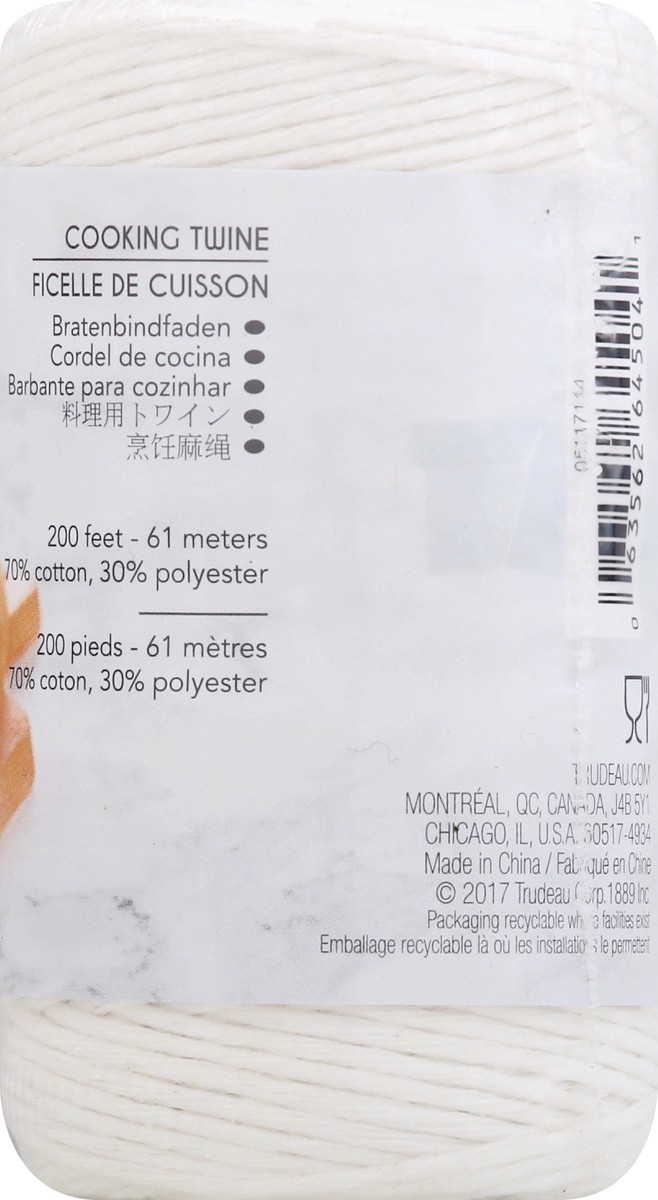 COOKING TWINE
FICELLE DE CUISSON
Bratenbindfaden
Cordel de cocina
Barbante para cozinhar
料理用トワイン
烹饪麻绳
200 feet - 61 meters
70% cotton, 30% polyester
200 pieds - 61 mètres
70% coton, 30% polyester
05117114
0 63562 64504 1
TRUDEAU.COM
MONTRÉAL, QC, CANADA, J4B 5Y1
CHICAGO, IL, U.S.A. 60517-4934
Made in China / Fabriqué en Chine
© 2017 Trudeau Corp. 1889 Inc
Packaging recyclable where facilities exist
Emballage recyclable là où les installations le permettent